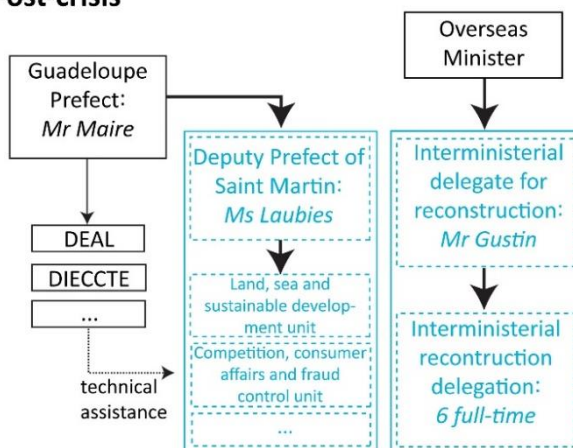 ost-crisis
Guadeloupe
Prefect:
Mr Maire
DEAL
DIECCTE
...
technical
assistance
Deputy Prefect of
Saint Martin:
Ms Laubies
Land, sea and
sustainable develop-
ment unit
Competition, consumer
affairs and fraud
control unit
...
Overseas
Minister
Interministerial
delegate for
reconstruction:
Mr Gustin
Interministerial
recontruction
delegation:
6 full-time